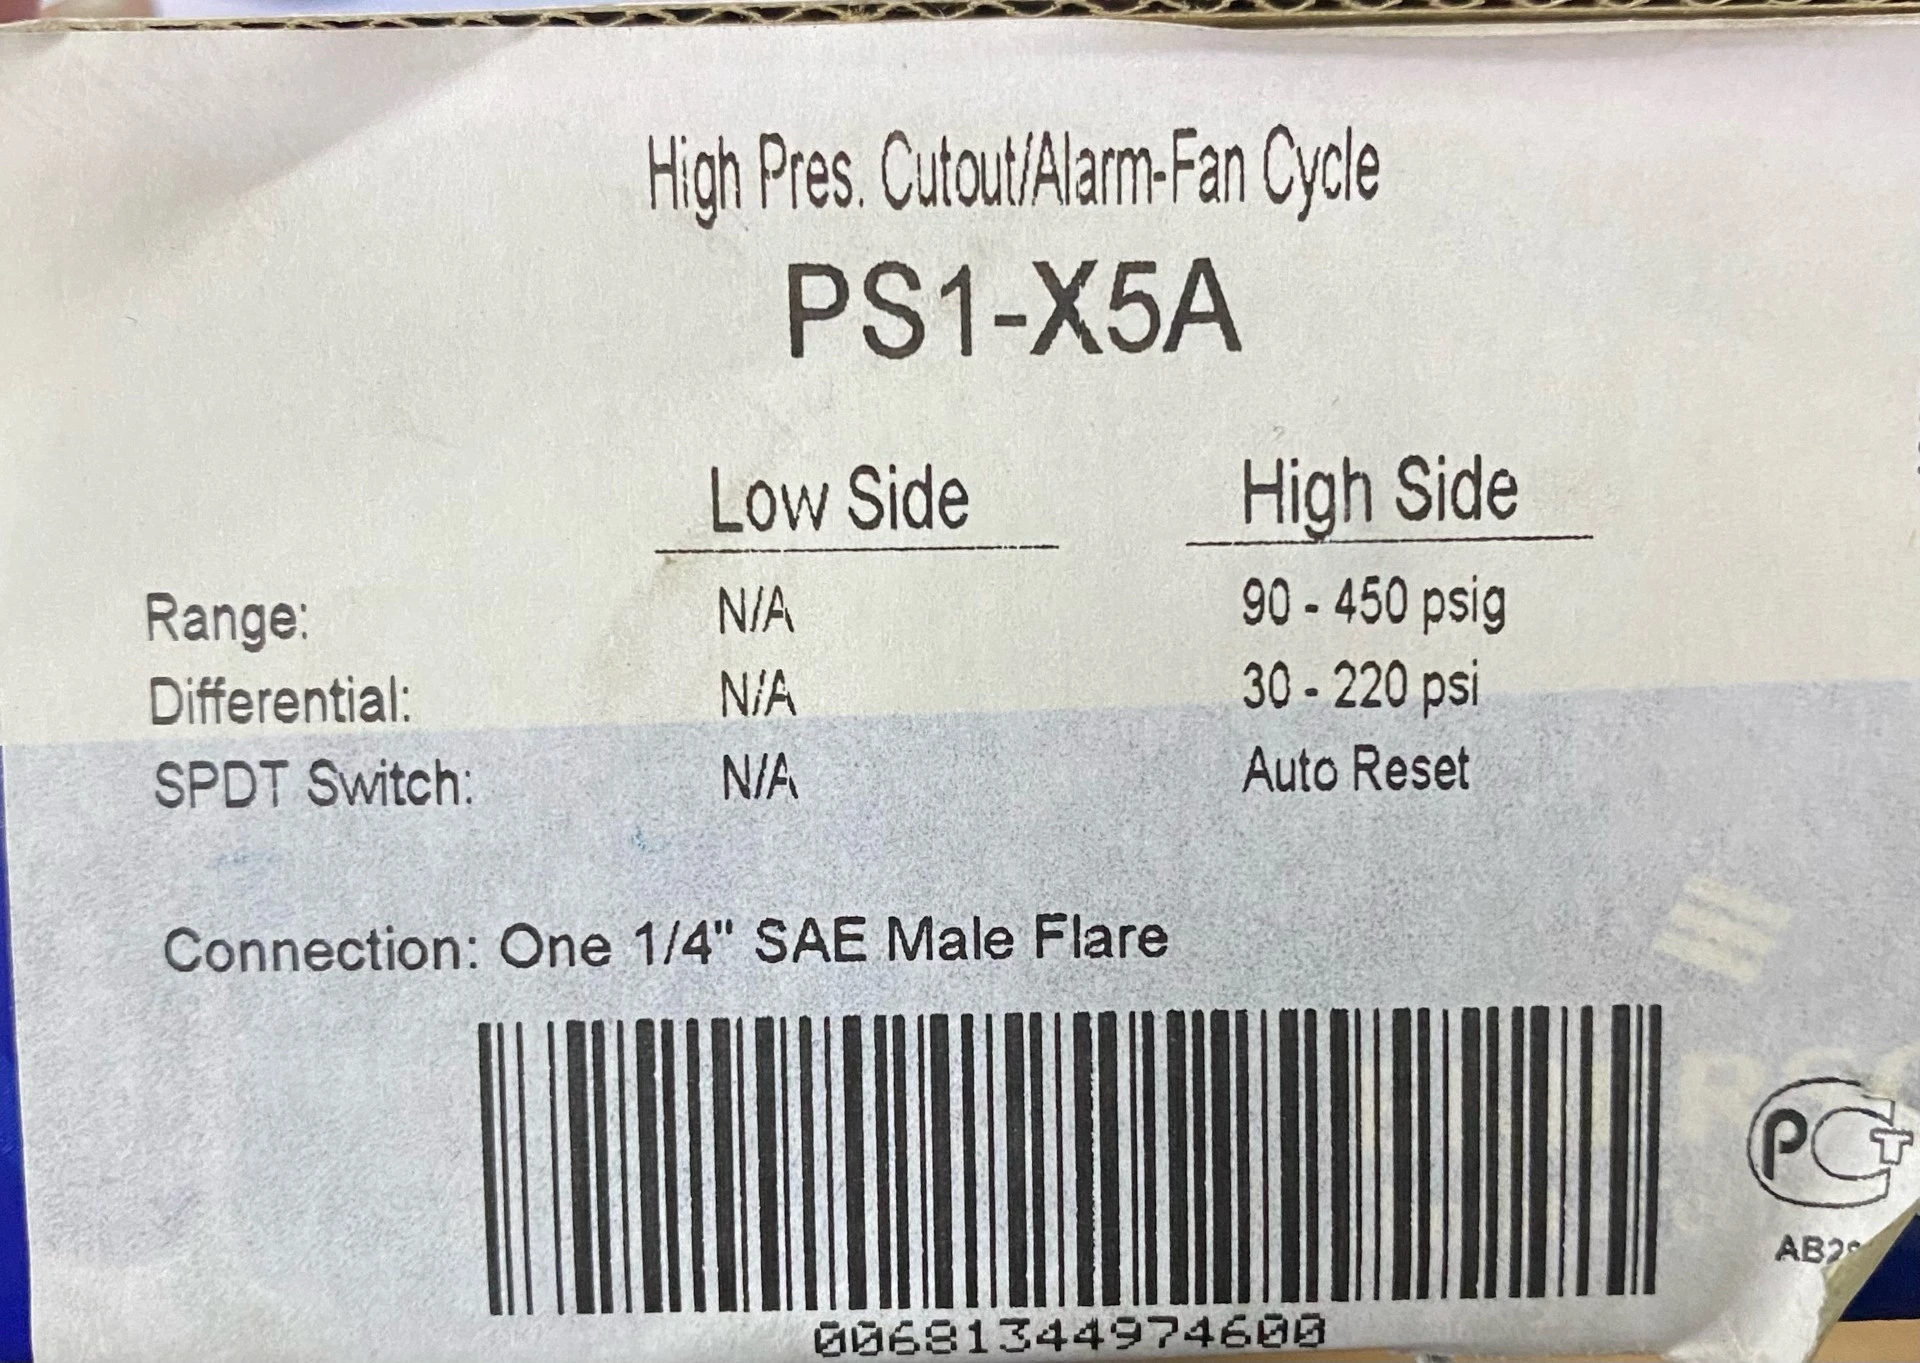 High Pres. Cutout/Alarm-Fan Cycle
PS1-X5A
Low Side High Side
Range: N/A 90 - 450 psig
Differential: N/A 30 - 220 psi
SPDT Switch: N/A Auto Reset
Connection: One 1/4" SAE Male Flare
00681344974600